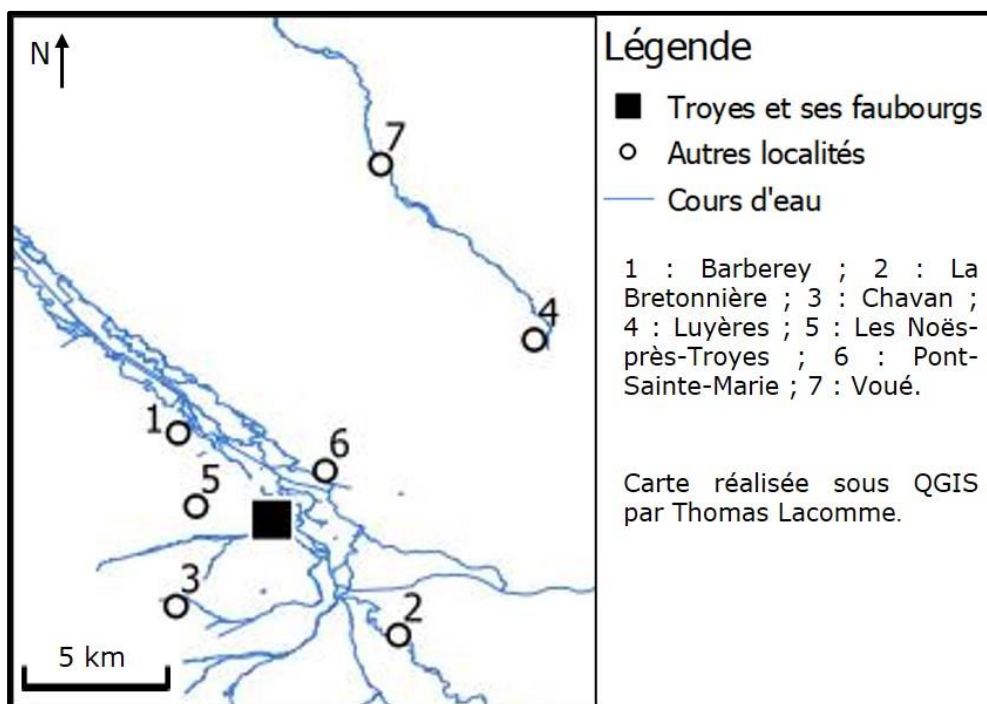 N
7
4
1
6
5
3
2
5 km
Légende
Troyes et ses faubourgs
Autres localités
Cours d'eau
1 : Barberey ; 2 : La
Bretonnière ; 3 : Chavan ;
4 : Luyères ; 5 : Les Noës-
près-Troyes ; 6 : Pont-
Sainte-Marie ; 7 : Voué.
Carte réalisée sous QGIS
par Thomas Lacomme.